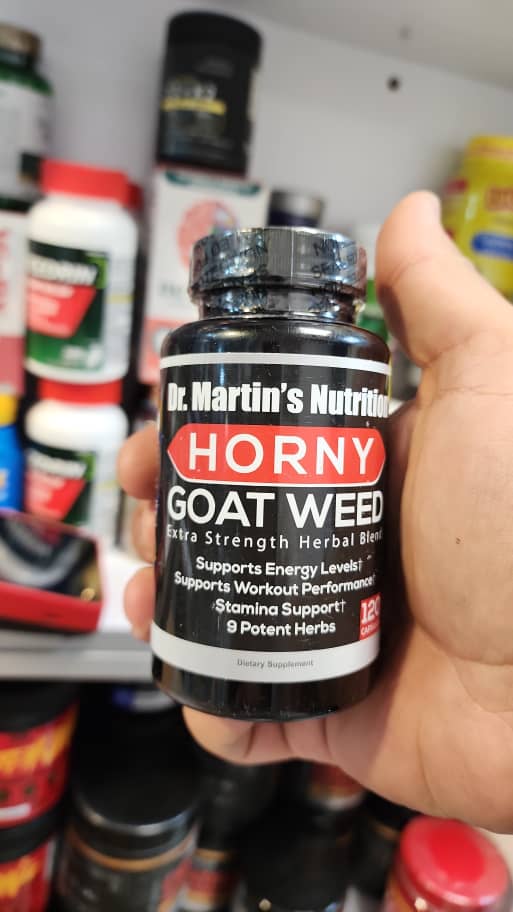 Dr. Martin's Nutrition
HORNY
GOAT WEED
Extra Strength Herbal Blend
Supports Energy Levels†
Supports Workout Performance†
Stamina Support†
9 Potent Herbs
120
CAPSULES
Dietary Supplement